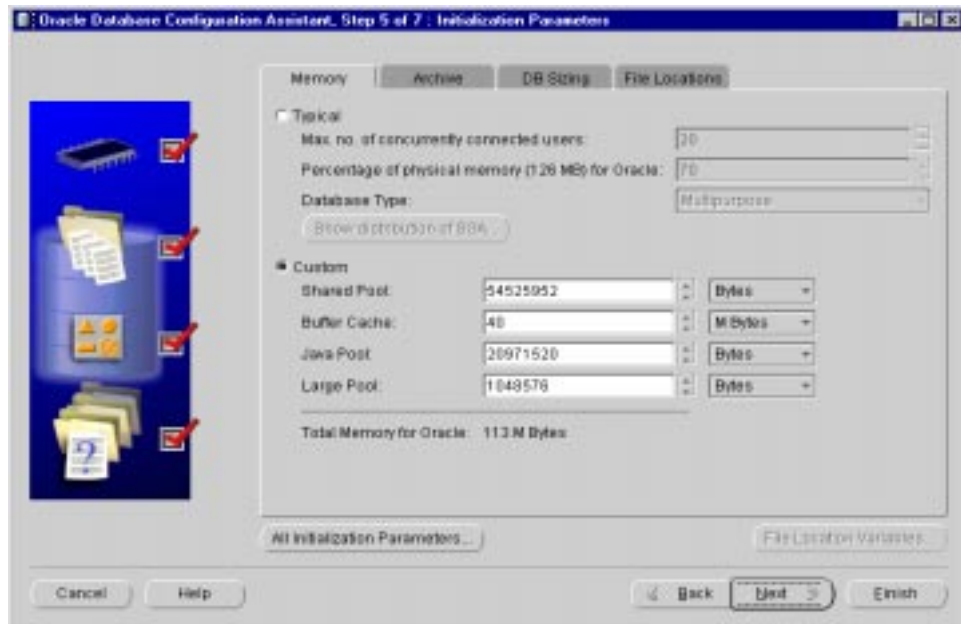 Oracle Database Configuration Assistant, Step 5 of 7 : Initialization Parameters
Memory Archive DB Sizing File Locations
Typical
Max. no. of concurrently connected users: 20
Percentage of physical memory (126 MB) for Oracle: 70
Database Type: Multipurpose
Show distribution of SGA...
Custom
Shared Pool: 54525952 Bytes
Buffer Cache: 40 M Bytes
Java Pool: 20971520 Bytes
Large Pool: 1048576 Bytes
Total Memory for Oracle: 113 M Bytes
All Initialization Parameters... File Location Variables...
Cancel Help Back Next Finish
?